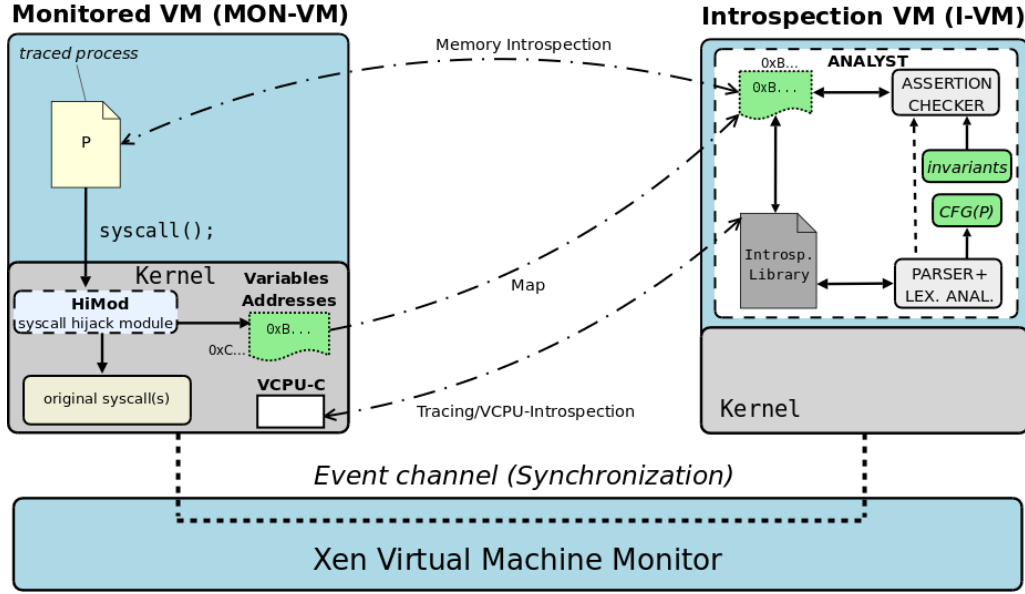 Monitored VM (MON-VM)
traced process
P
syscall();
Kernel
HiMod
syscall hijack module
Variables
Addresses
0xB...
0xC...
original syscall(s)
VCPU-C
Memory Introspection
Map
Tracing/VCPU-Introspection
Introspection VM (I-VM)
0xB...
ANALYST
0xB...
ASSERTION
CHECKER
invariants
CFG(P)
Introsp.
Library
PARSER+
LEX. ANAL.
Kernel
Event channel (Synchronization)
Xen Virtual Machine Monitor